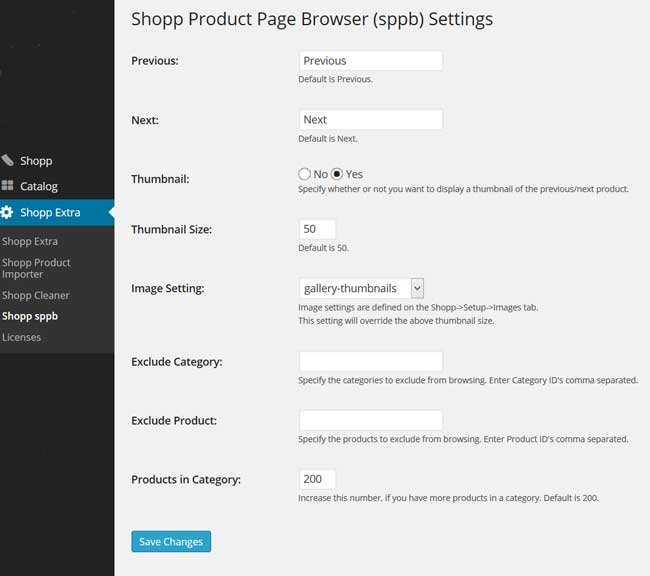 Shopp Product Page Browser (sppb) Settings
Shopp
Catalog
Shopp Extra
Shopp Extra
Shopp Product
Importer
Shopp Cleaner
Shopp sppb
Licenses
Previous:
Previous
Default is Previous.
Next:
Next
Default is Next.
Thumbnail:
No Yes
Specify whether or not you want to display a thumbnail of the previous/next product.
Thumbnail Size:
50
Default is 50.
Image Setting:
gallery-thumbnails
Image settings are defined on the Shopp->Setup->Images tab.
This setting will override the above thumbnail size.
Exclude Category:
Specify the categories to exclude from browsing. Enter Category ID's comma separated.
Exclude Product:
Specify the products to exclude from browsing. Enter Product ID's comma separated.
Products in Category:
200
Increase this number, if you have more products in a category. Default is 200.
Save Changes